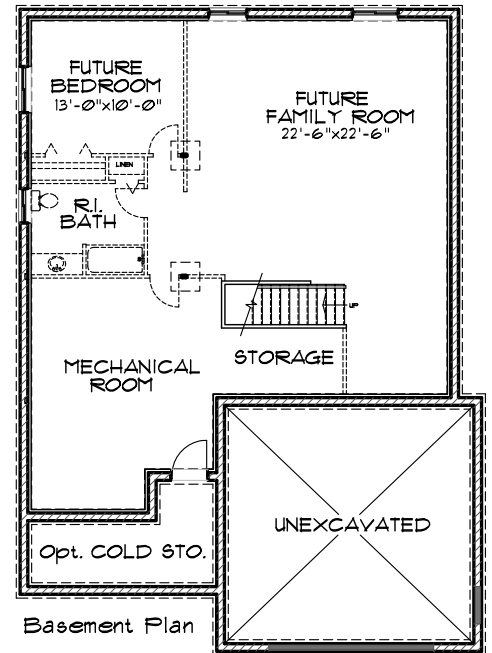 FUTURE
BEDROOM
13'-0"x10'-0"
FUTURE
FAMILY ROOM
22'-6"x22'-6"
LINEN
R.I.
BATH
UP
STORAGE
MECHANICAL
ROOM
UNEXCAVATED
Opt. COLD STO.
Basement Plan